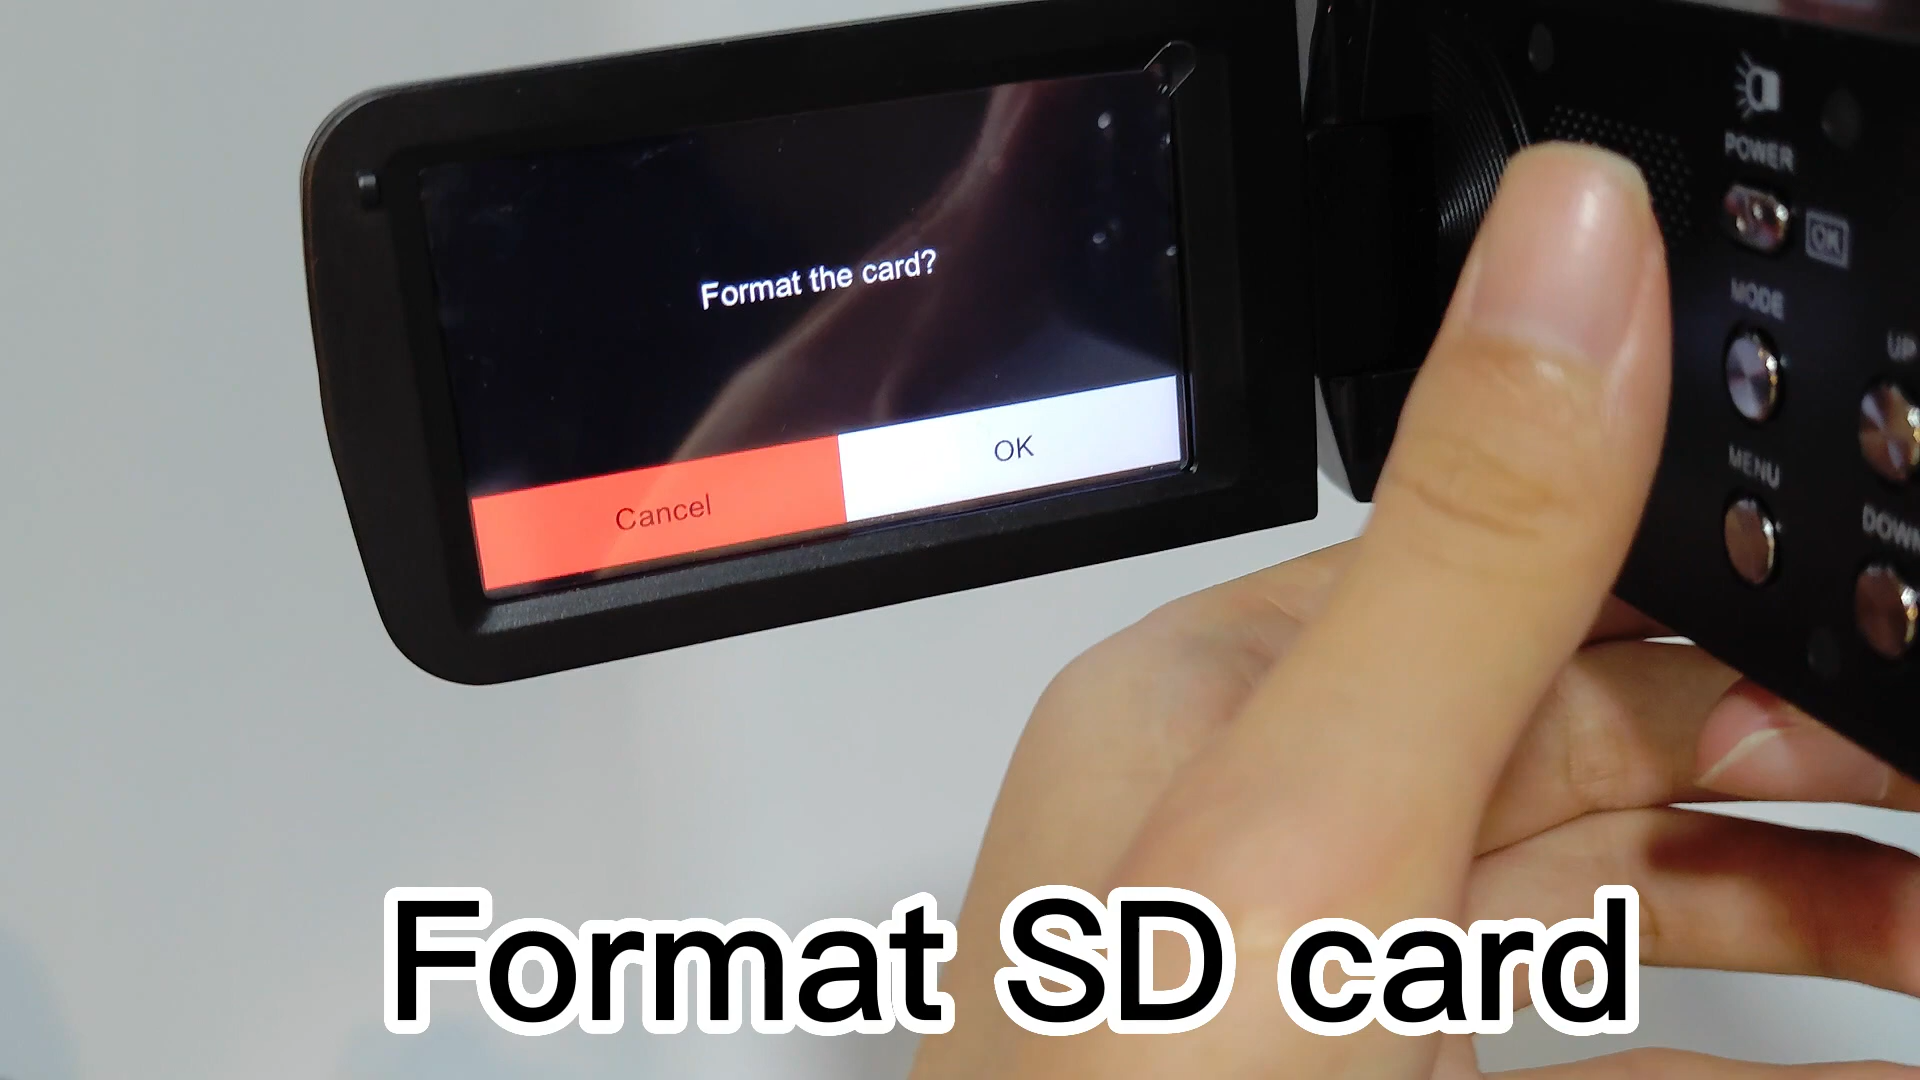 Format the card?
Cancel
OK
POWER
OK
MODE
MENU
UP
DOWN
Format SD card